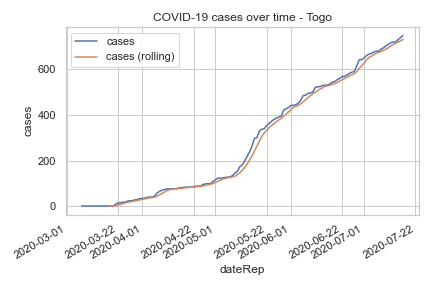 COVID-19 cases over time - Togo
cases
cases (rolling)
cases
600
400
200
0
2020-03-01
2020-03-22
2020-04-01
2020-04-22
2020-05-01
2020-05-22
2020-06-01
2020-06-22
2020-07-01
2020-07-22
dateRep